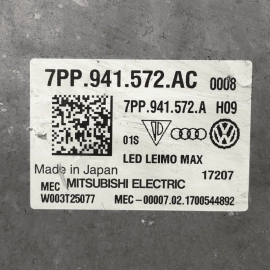 7PP.941.572.AC 0008
7PP.941.572.A H09
01S
LED LEIMO MAX
Made in Japan 17207
MEC MITSUBISHI ELECTRIC
W003T25077 MEC-00007.02.1700544892